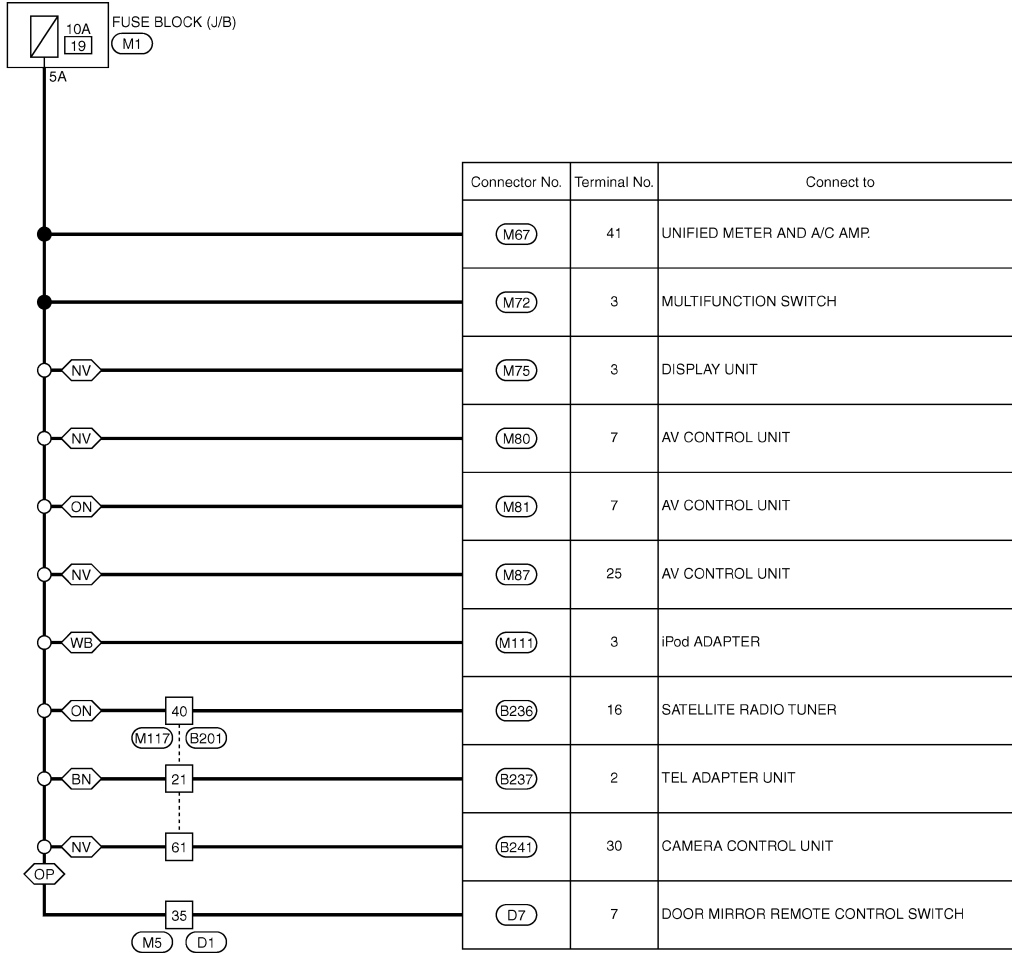 10A FUSE BLOCK (J/B)
19 M1
5A
Connector No. Terminal No. Connect to
M67 41 UNIFIED METER AND A/C AMP.
M72 3 MULTIFUNCTION SWITCH
NV M75 3 DISPLAY UNIT
NV M80 7 AV CONTROL UNIT
ON M81 7 AV CONTROL UNIT
NV M87 25 AV CONTROL UNIT
WB M111 3 iPod ADAPTER
ON 40 B236 16 SATELLITE RADIO TUNER
M117 B201
BN 21 B237 2 TEL ADAPTER UNIT
NV 61 B241 30 CAMERA CONTROL UNIT
OP
35 D7 7 DOOR MIRROR REMOTE CONTROL SWITCH
M5 D1